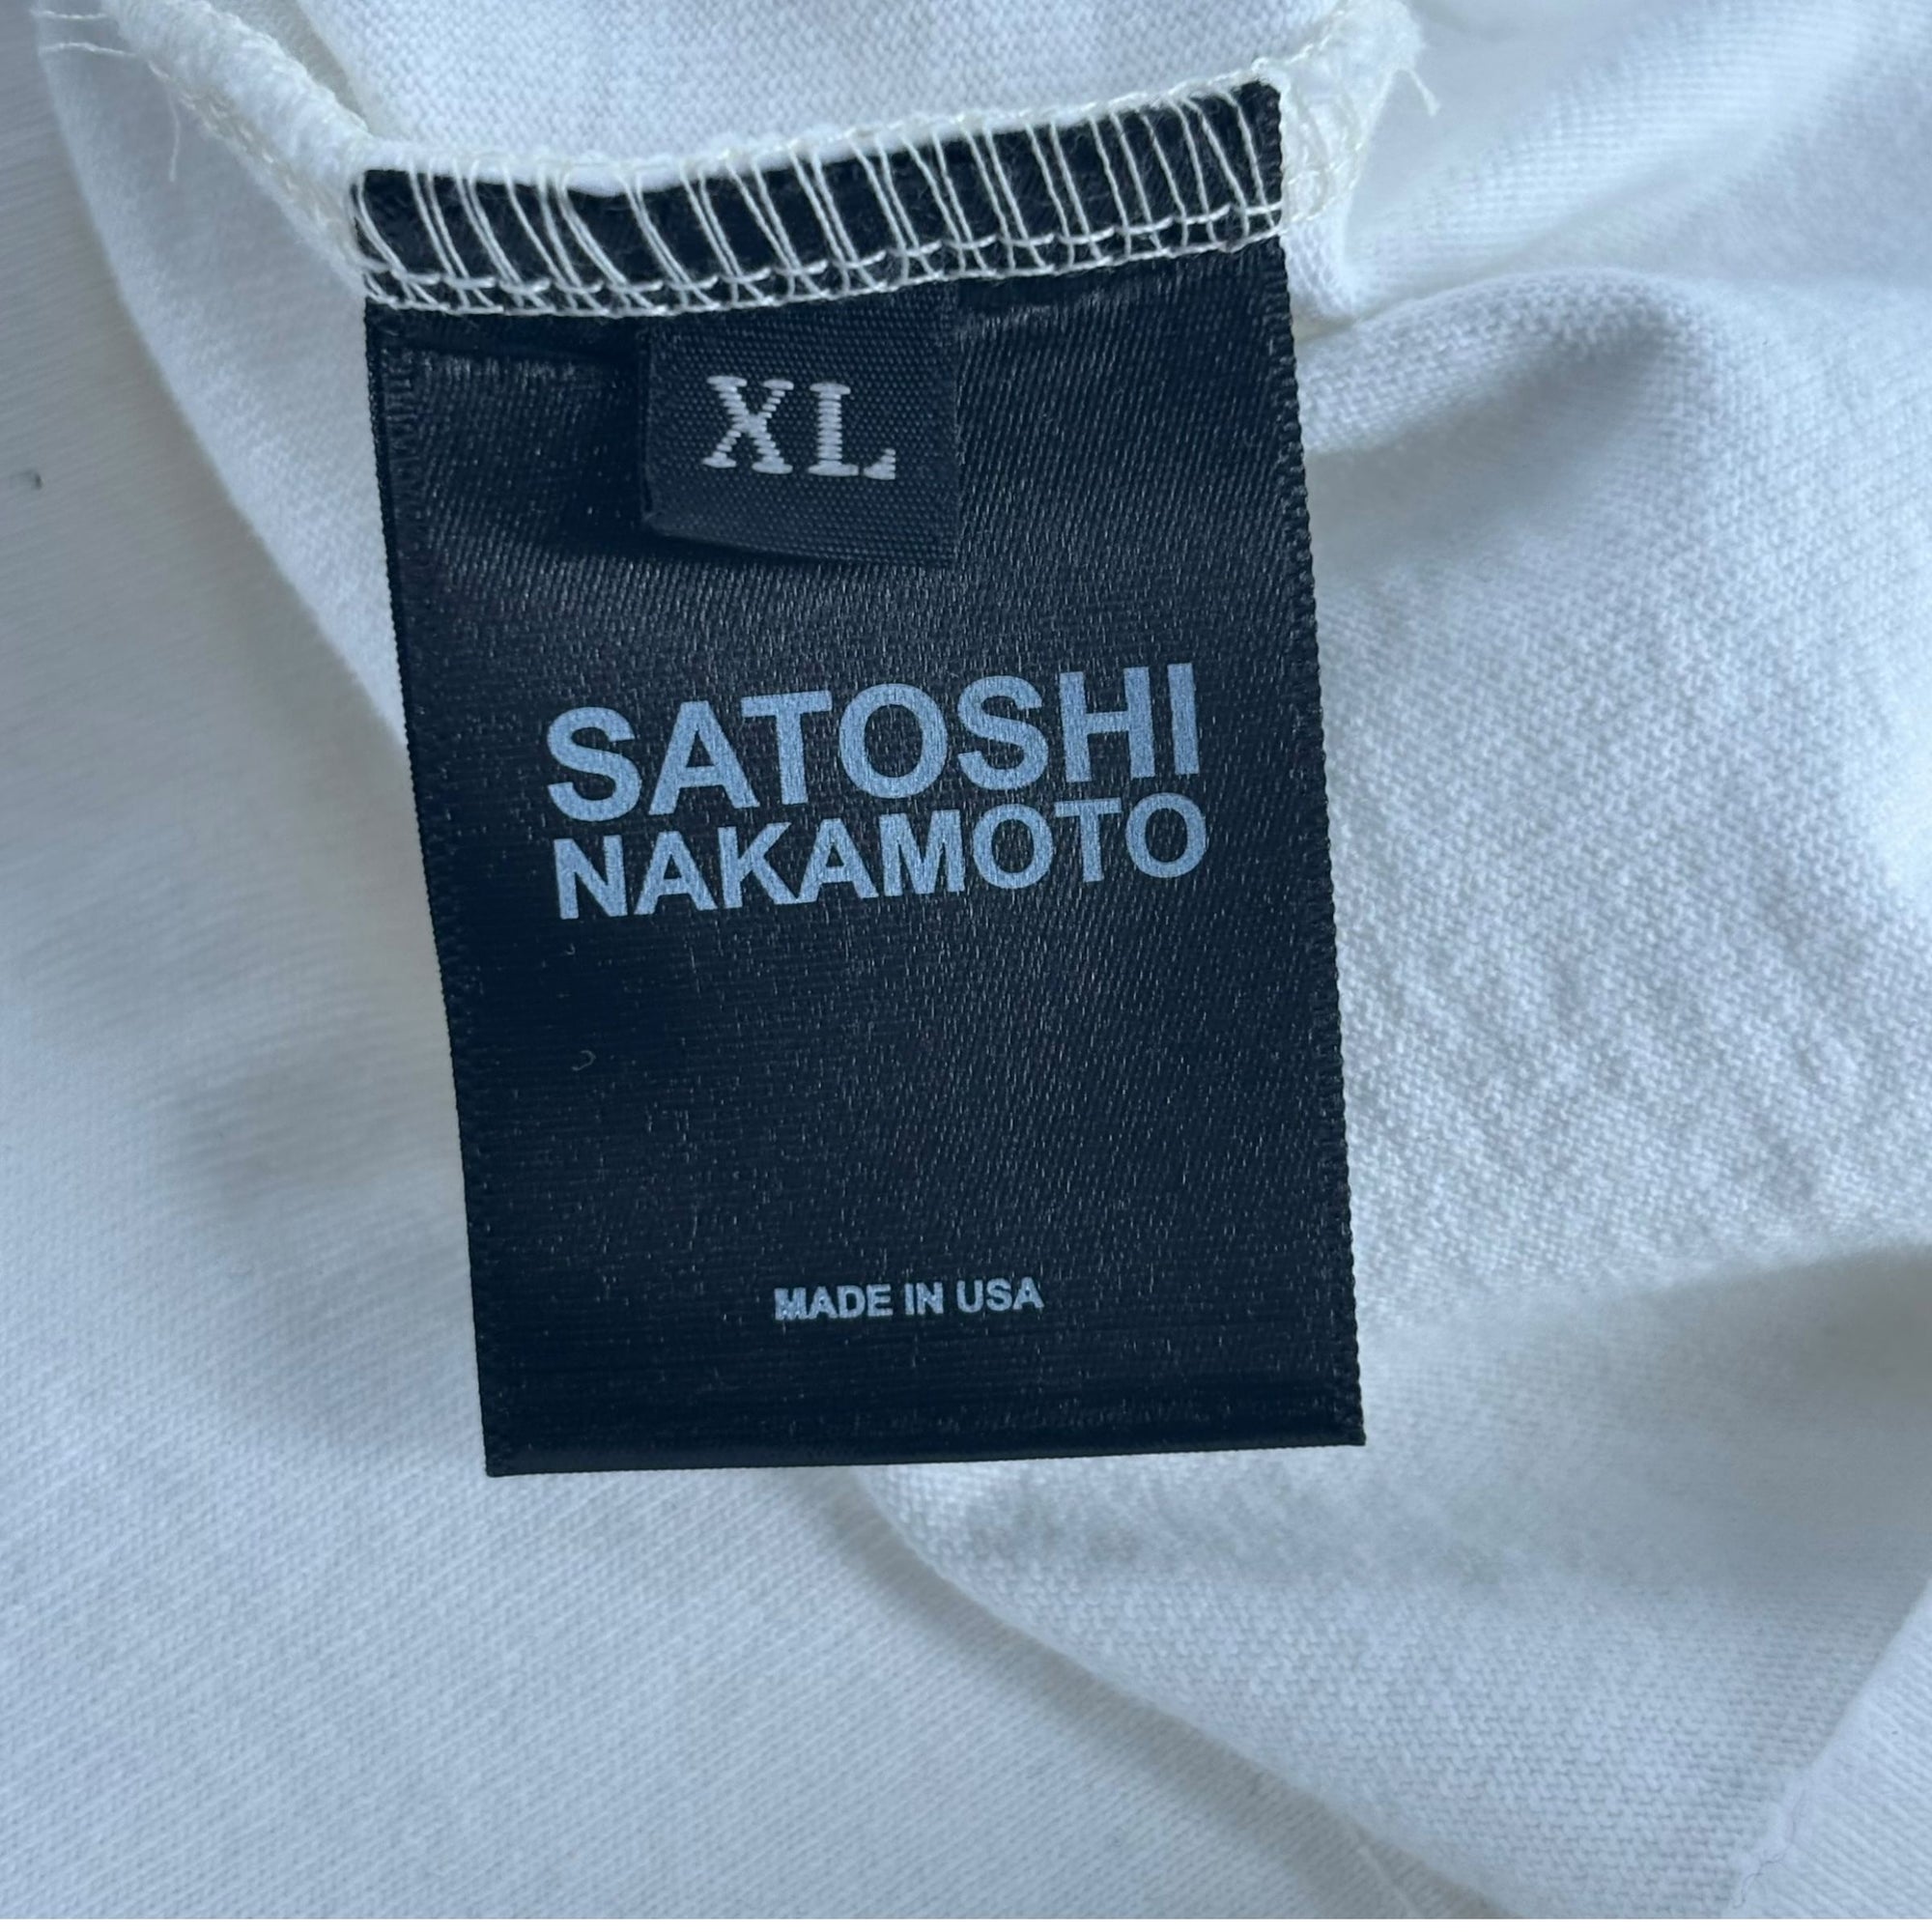 XL
SATOSHI
NAKAMOTO
MADE IN USA